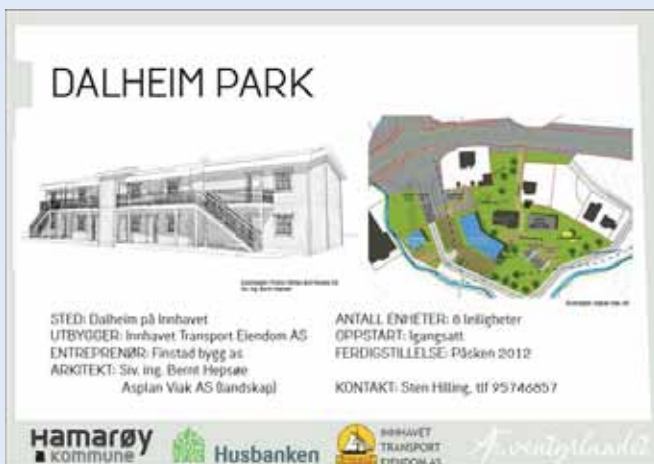 DALHEIM PARK
STED: Dalheim på Innhavet
UTBYGGER: Innhavet Transport Eiendom AS
ENTREPRENØR: Finstad bygg as
ARKITEKT: Siv. ing. Bernt Hepsøe
Asplan Viak AS (landskap)
ANTALL ENHETER: 8 leiligheter
OPPSTART: Igangsatt
FERDIGSTILLELSE: Påsken 2012
KONTAKT: Sten Hilling, tlf 95746857
Hamarøy
kommune
Husbanken
INNHAVET
TRANSPORT
EIENDOM AS